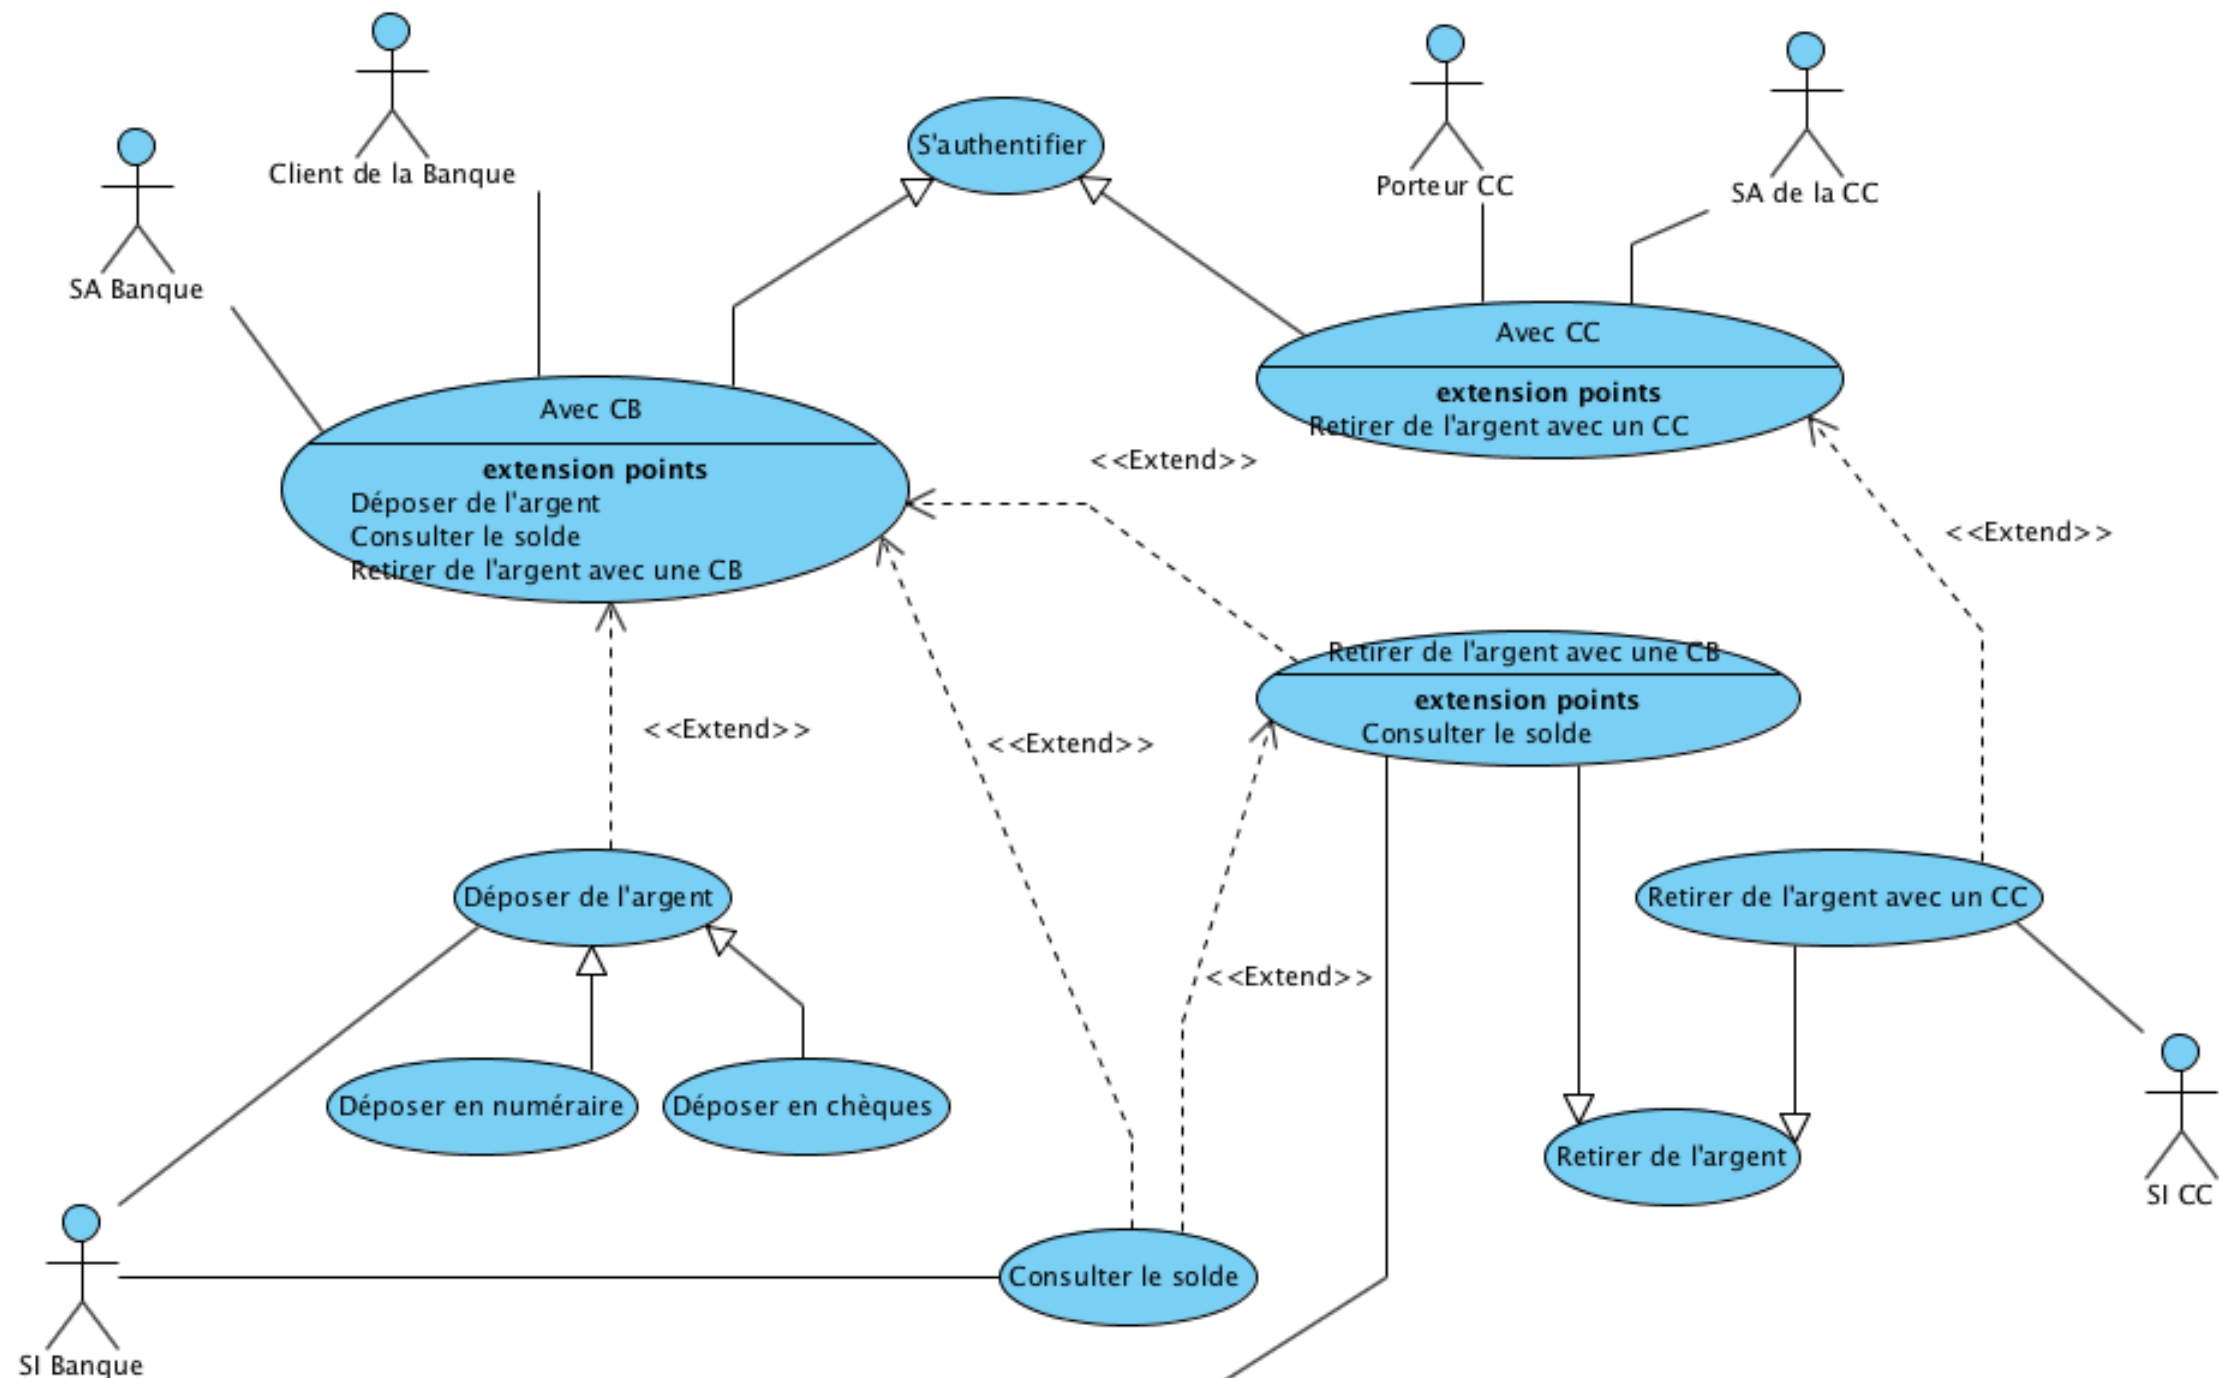 Client de la Banque
S'authentifier
Porteur CC
SA de la CC
SA Banque
Avec CC
extension points
Retirer de l'argent avec un CC
Avec CB
extension points
Déposer de l'argent
Consulter le solde
Retirer de l'argent avec une CB
<<Extend>>
<<Extend>>
Retirer de l'argent avec une CB
extension points
Consulter le solde
<<Extend>>
<<Extend>>
Déposer de l'argent
Retirer de l'argent avec un CC
<<Extend>>
Déposer en numéraire
Déposer en chèques
Retirer de l'argent
SI CC
Consulter le solde
SI Banque